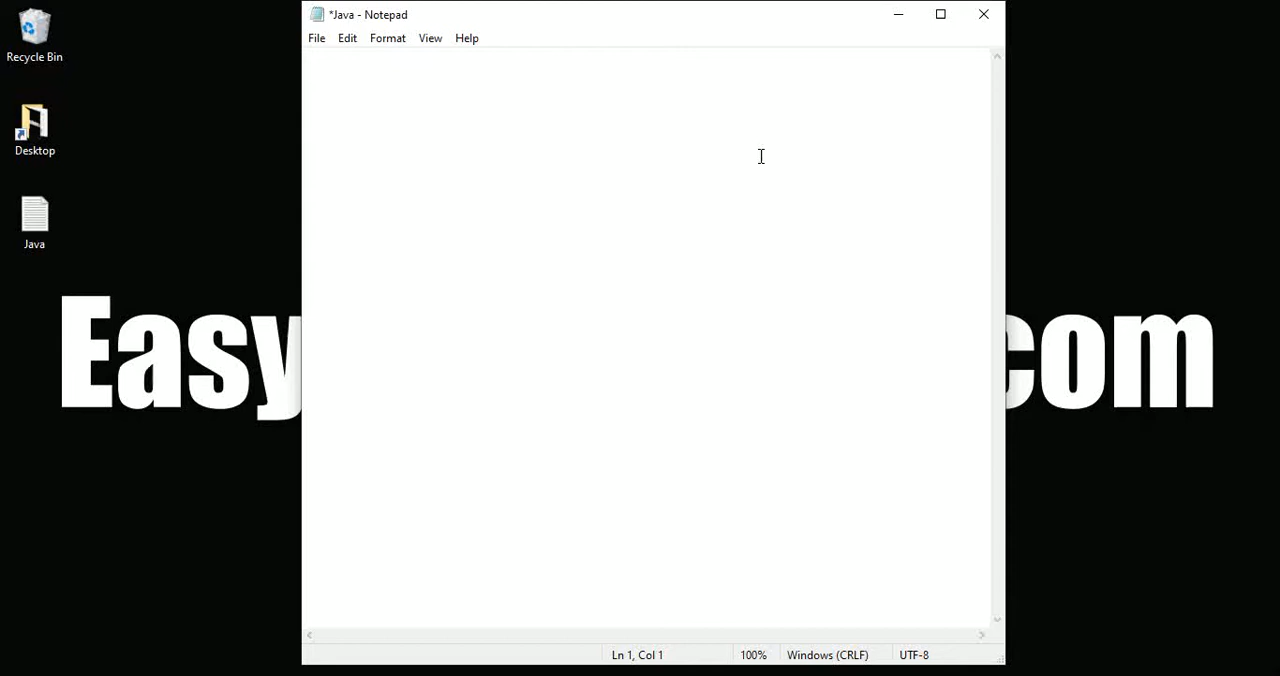 *Java - Notepad
File Edit Format View Help
Recycle Bin
Desktop
Java
Easy
com
Ln 1, Col 1 100% Windows (CRLF) UTF-8